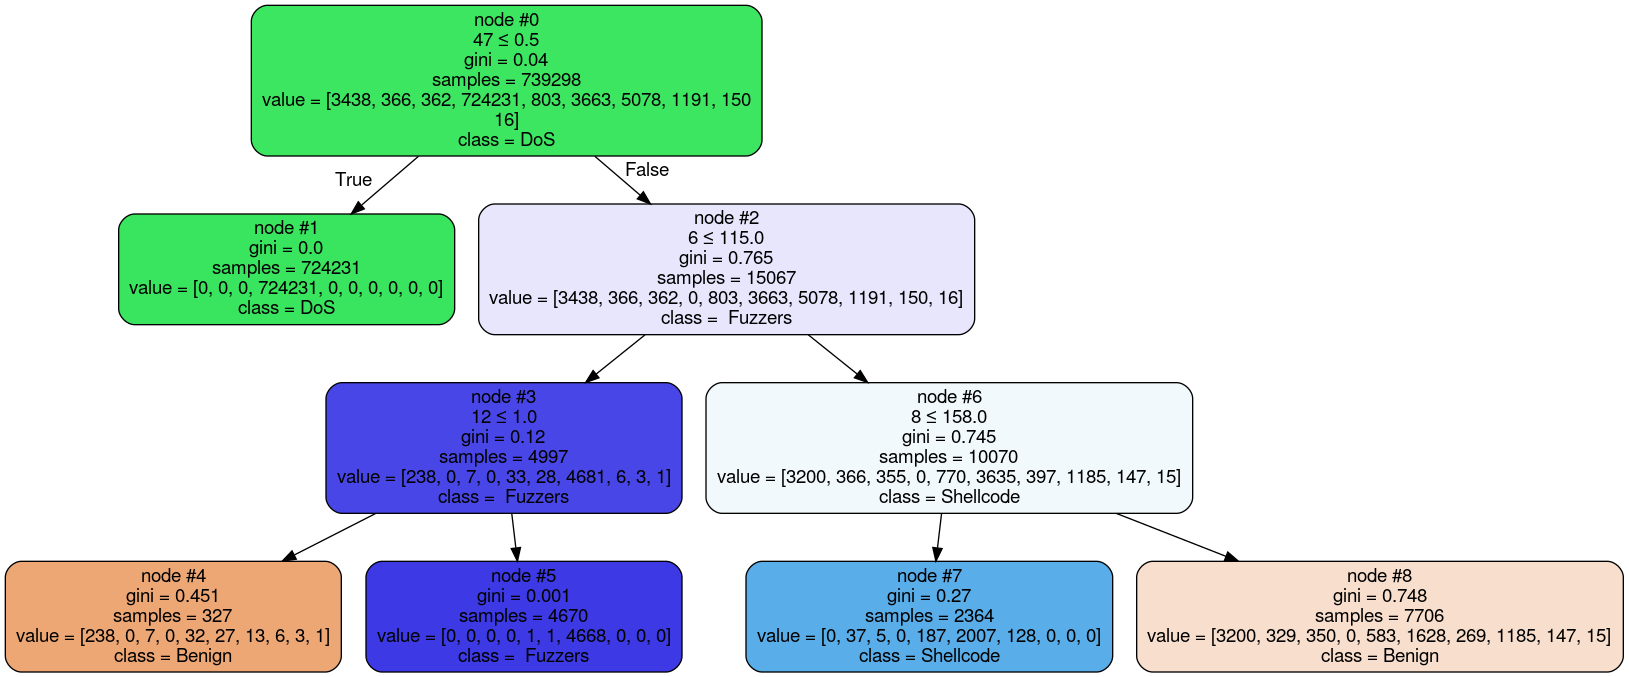 node #0
47 ≤ 0.5
gini = 0.04
samples = 739298
value = [3438, 366, 362, 724231, 803, 3663, 5078, 1191, 150
16]
class = DoS
True
False
node #1
gini = 0.0
samples = 724231
value = [0, 0, 0, 724231, 0, 0, 0, 0, 0, 0]
class = DoS
node #2
6 ≤ 115.0
gini = 0.765
samples = 15067
value = [3438, 366, 362, 0, 803, 3663, 5078, 1191, 150, 16]
class =  Fuzzers
node #3
12 ≤ 1.0
gini = 0.12
samples = 4997
value = [238, 0, 7, 0, 33, 28, 4681, 6, 3, 1]
class =  Fuzzers
node #6
8 ≤ 158.0
gini = 0.745
samples = 10070
value = [3200, 366, 355, 0, 770, 3635, 397, 1185, 147, 15]
class = Shellcode
node #4
gini = 0.451
samples = 327
value = [238, 0, 7, 0, 32, 27, 13, 6, 3, 1]
class = Benign
node #5
gini = 0.001
samples = 4670
value = [0, 0, 0, 0, 1, 1, 4668, 0, 0, 0]
class =  Fuzzers
node #7
gini = 0.27
samples = 2364
value = [0, 37, 5, 0, 187, 2007, 128, 0, 0, 0]
class = Shellcode
node #8
gini = 0.748
samples = 7706
value = [3200, 329, 350, 0, 583, 1628, 269, 1185, 147, 15]
class = Benign